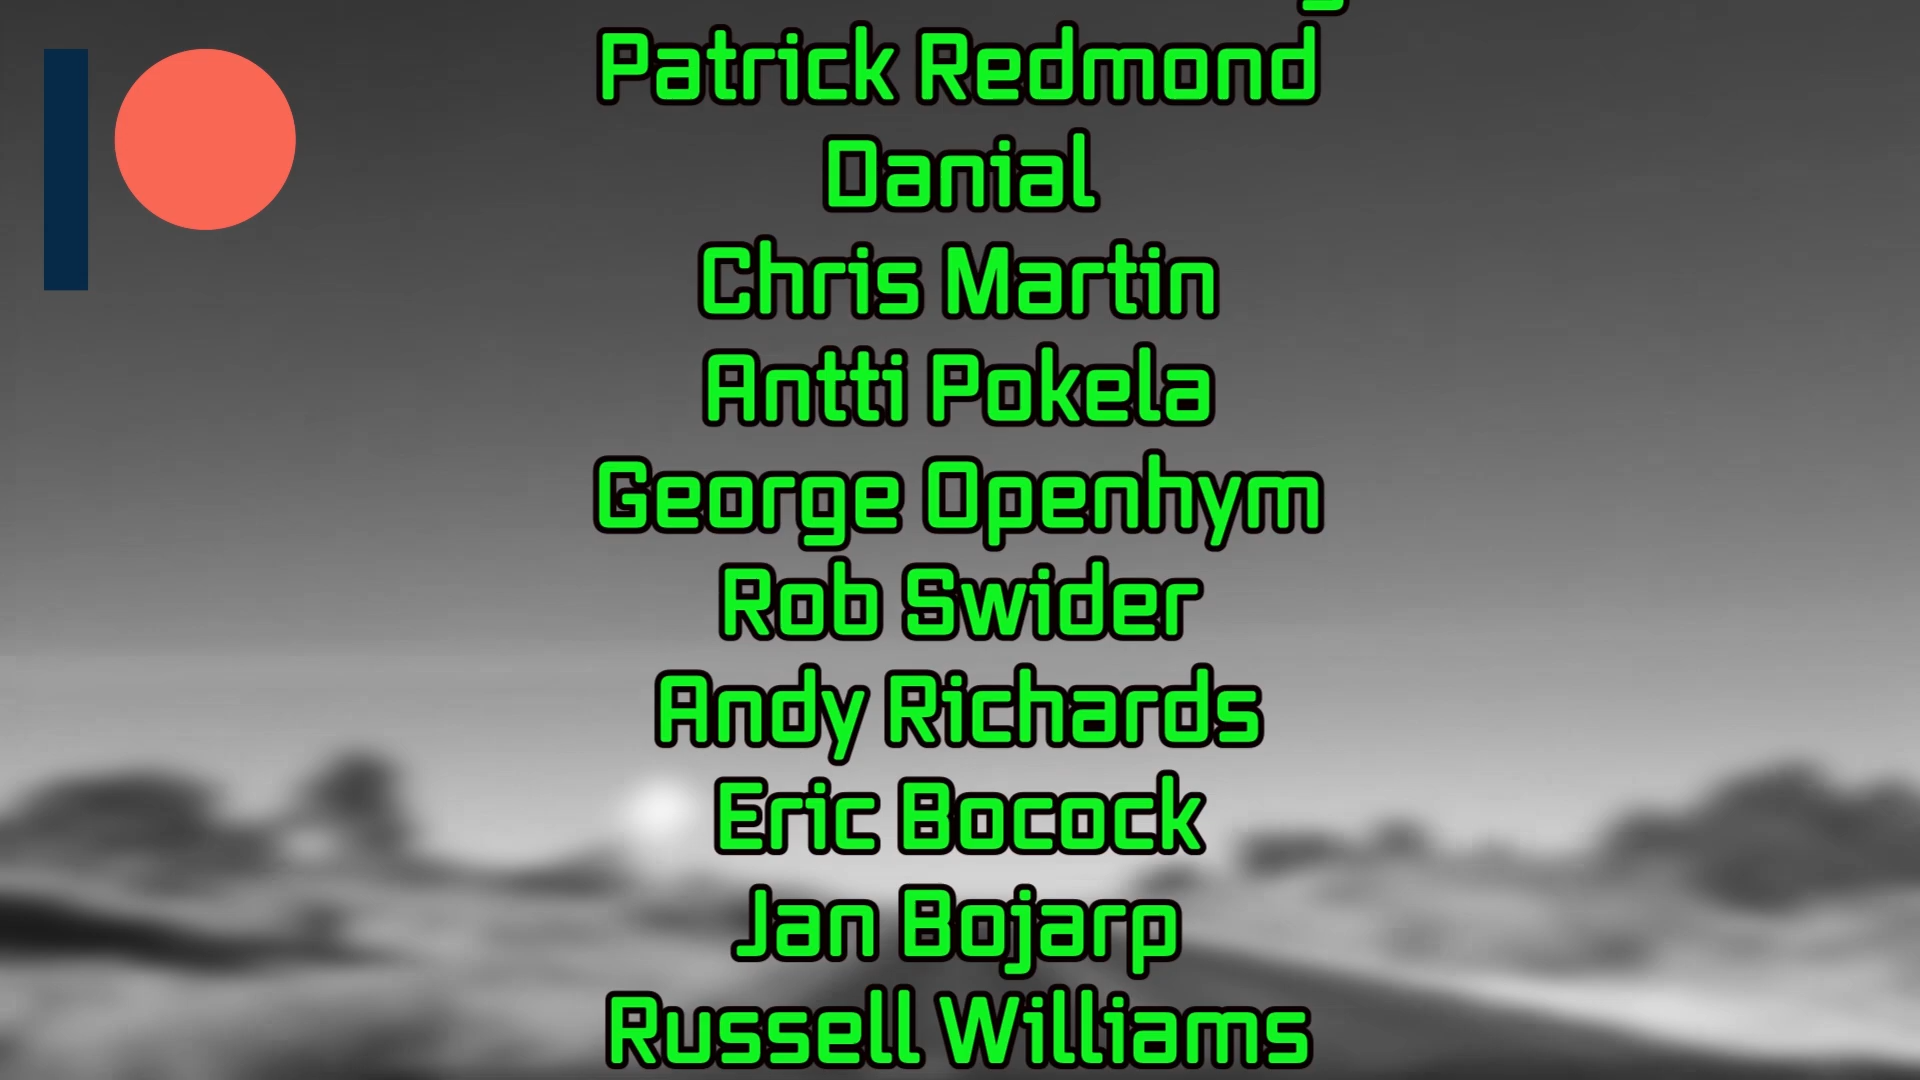 Patrick Redmond
Danial
Chris Martin
Antti Pokela
George Openhym
Rob Swider
Andy Richards
Eric Bocock
Jan Bojarp
Russell Williams